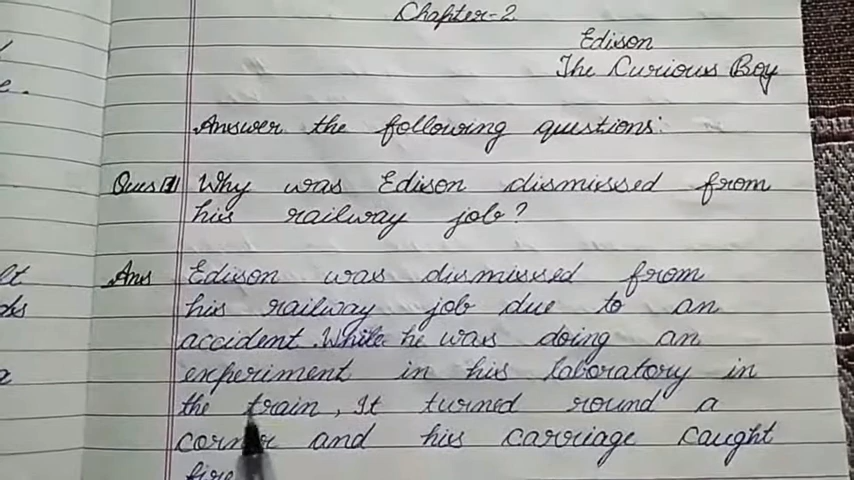 Chapter-2
Edison
The Curious Boy
Answer the following questions:
Ques 1 Why was Edison dismissed from
his railway job?
Ans Edison was dismissed from
his railway job due to an
accident. While he was doing an
experiment in his laboratory in
the train, It turned round a
corner and his carriage caught
fire